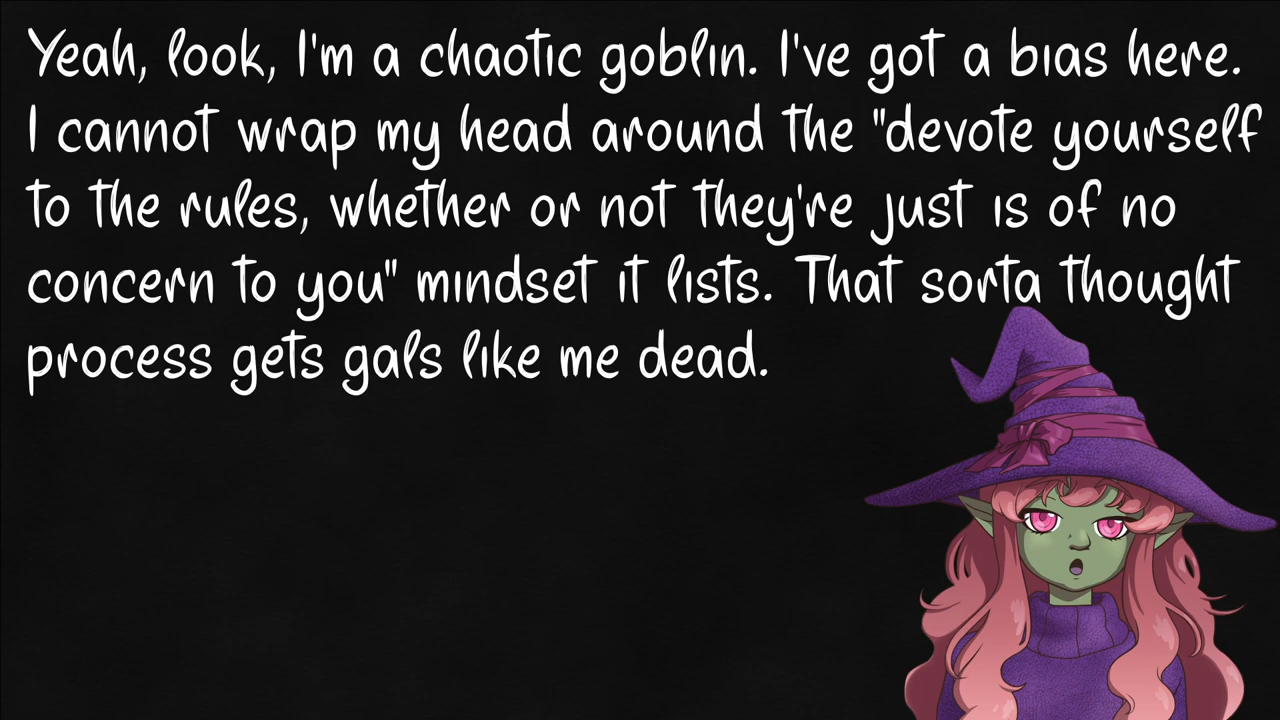 Yeah, look, I'm a chaotic goblin. I've got a bias here.
I cannot wrap my head around the "devote yourself
to the rules, whether or not they're just is of no
concern to you" mindset it lists. That sorta thought
process gets gals like me dead.